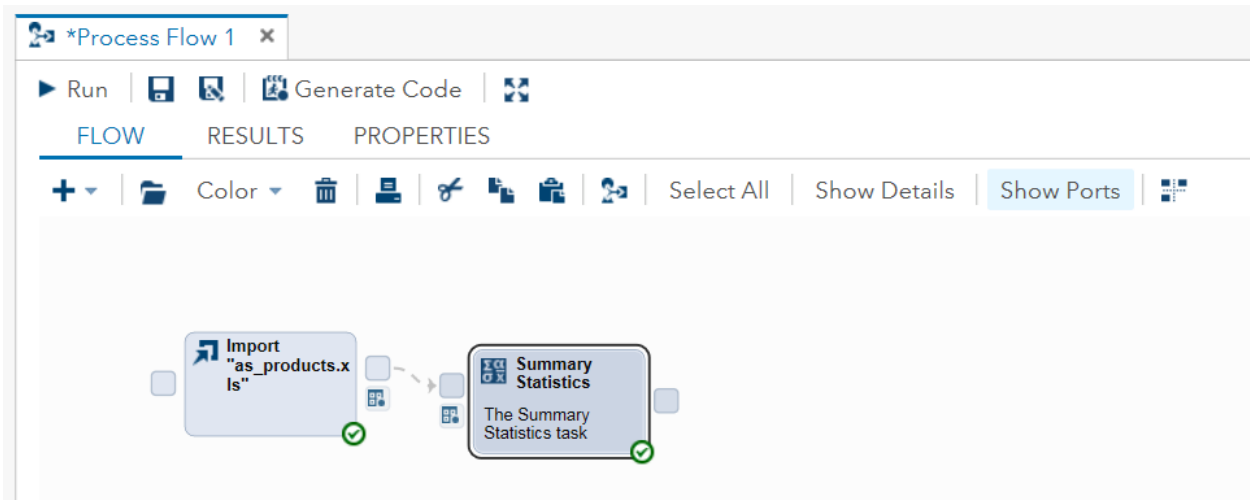 *Process Flow 1
Run Generate Code
FLOW RESULTS PROPERTIES
Color Select All Show Details Show Ports
Import
"as_products.x
ls"
Summary
Statistics
The Summary
Statistics task